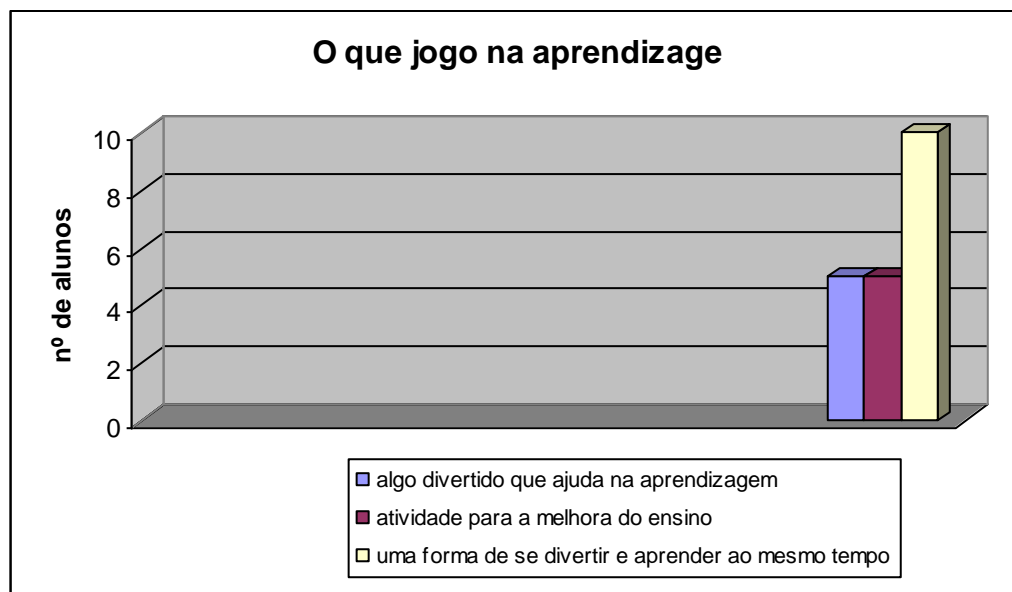 O que jogo na aprendizage
nº de alunos
10
8
6
4
2
0
algo divertido que ajuda na aprendizagem
atividade para a melhora do ensino
uma forma de se divertir e aprender ao mesmo tempo